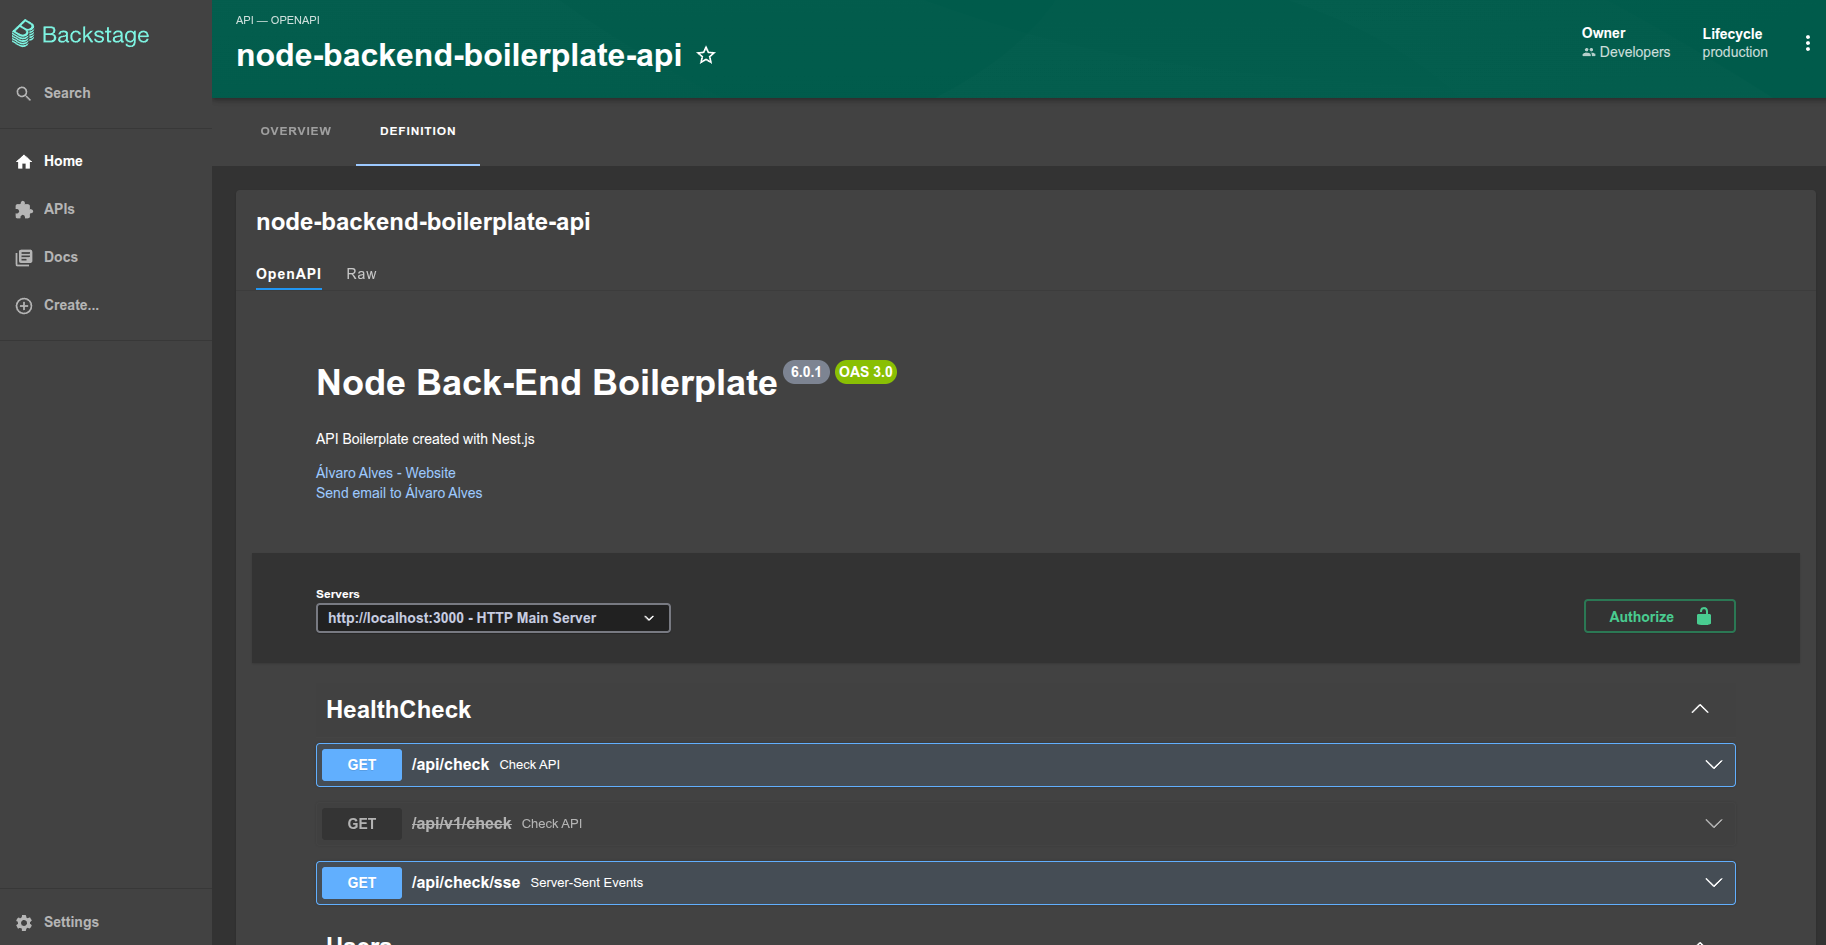 Backstage
Search
Home
APIs
Docs
Create...
Settings
API — OPENAPI
node-backend-boilerplate-api
Owner
Developers
Lifecycle
production
OVERVIEW
DEFINITION
node-backend-boilerplate-api
OpenAPI
Raw
Node Back-End Boilerplate 6.0.1 OAS 3.0
API Boilerplate created with Nest.js
Álvaro Alves - Website
Send email to Álvaro Alves
Servers
http://localhost:3000 - HTTP Main Server
Authorize
HealthCheck
GET /api/check Check API
GET /api/v1/check Check API
GET /api/check/sse Server-Sent Events
Users